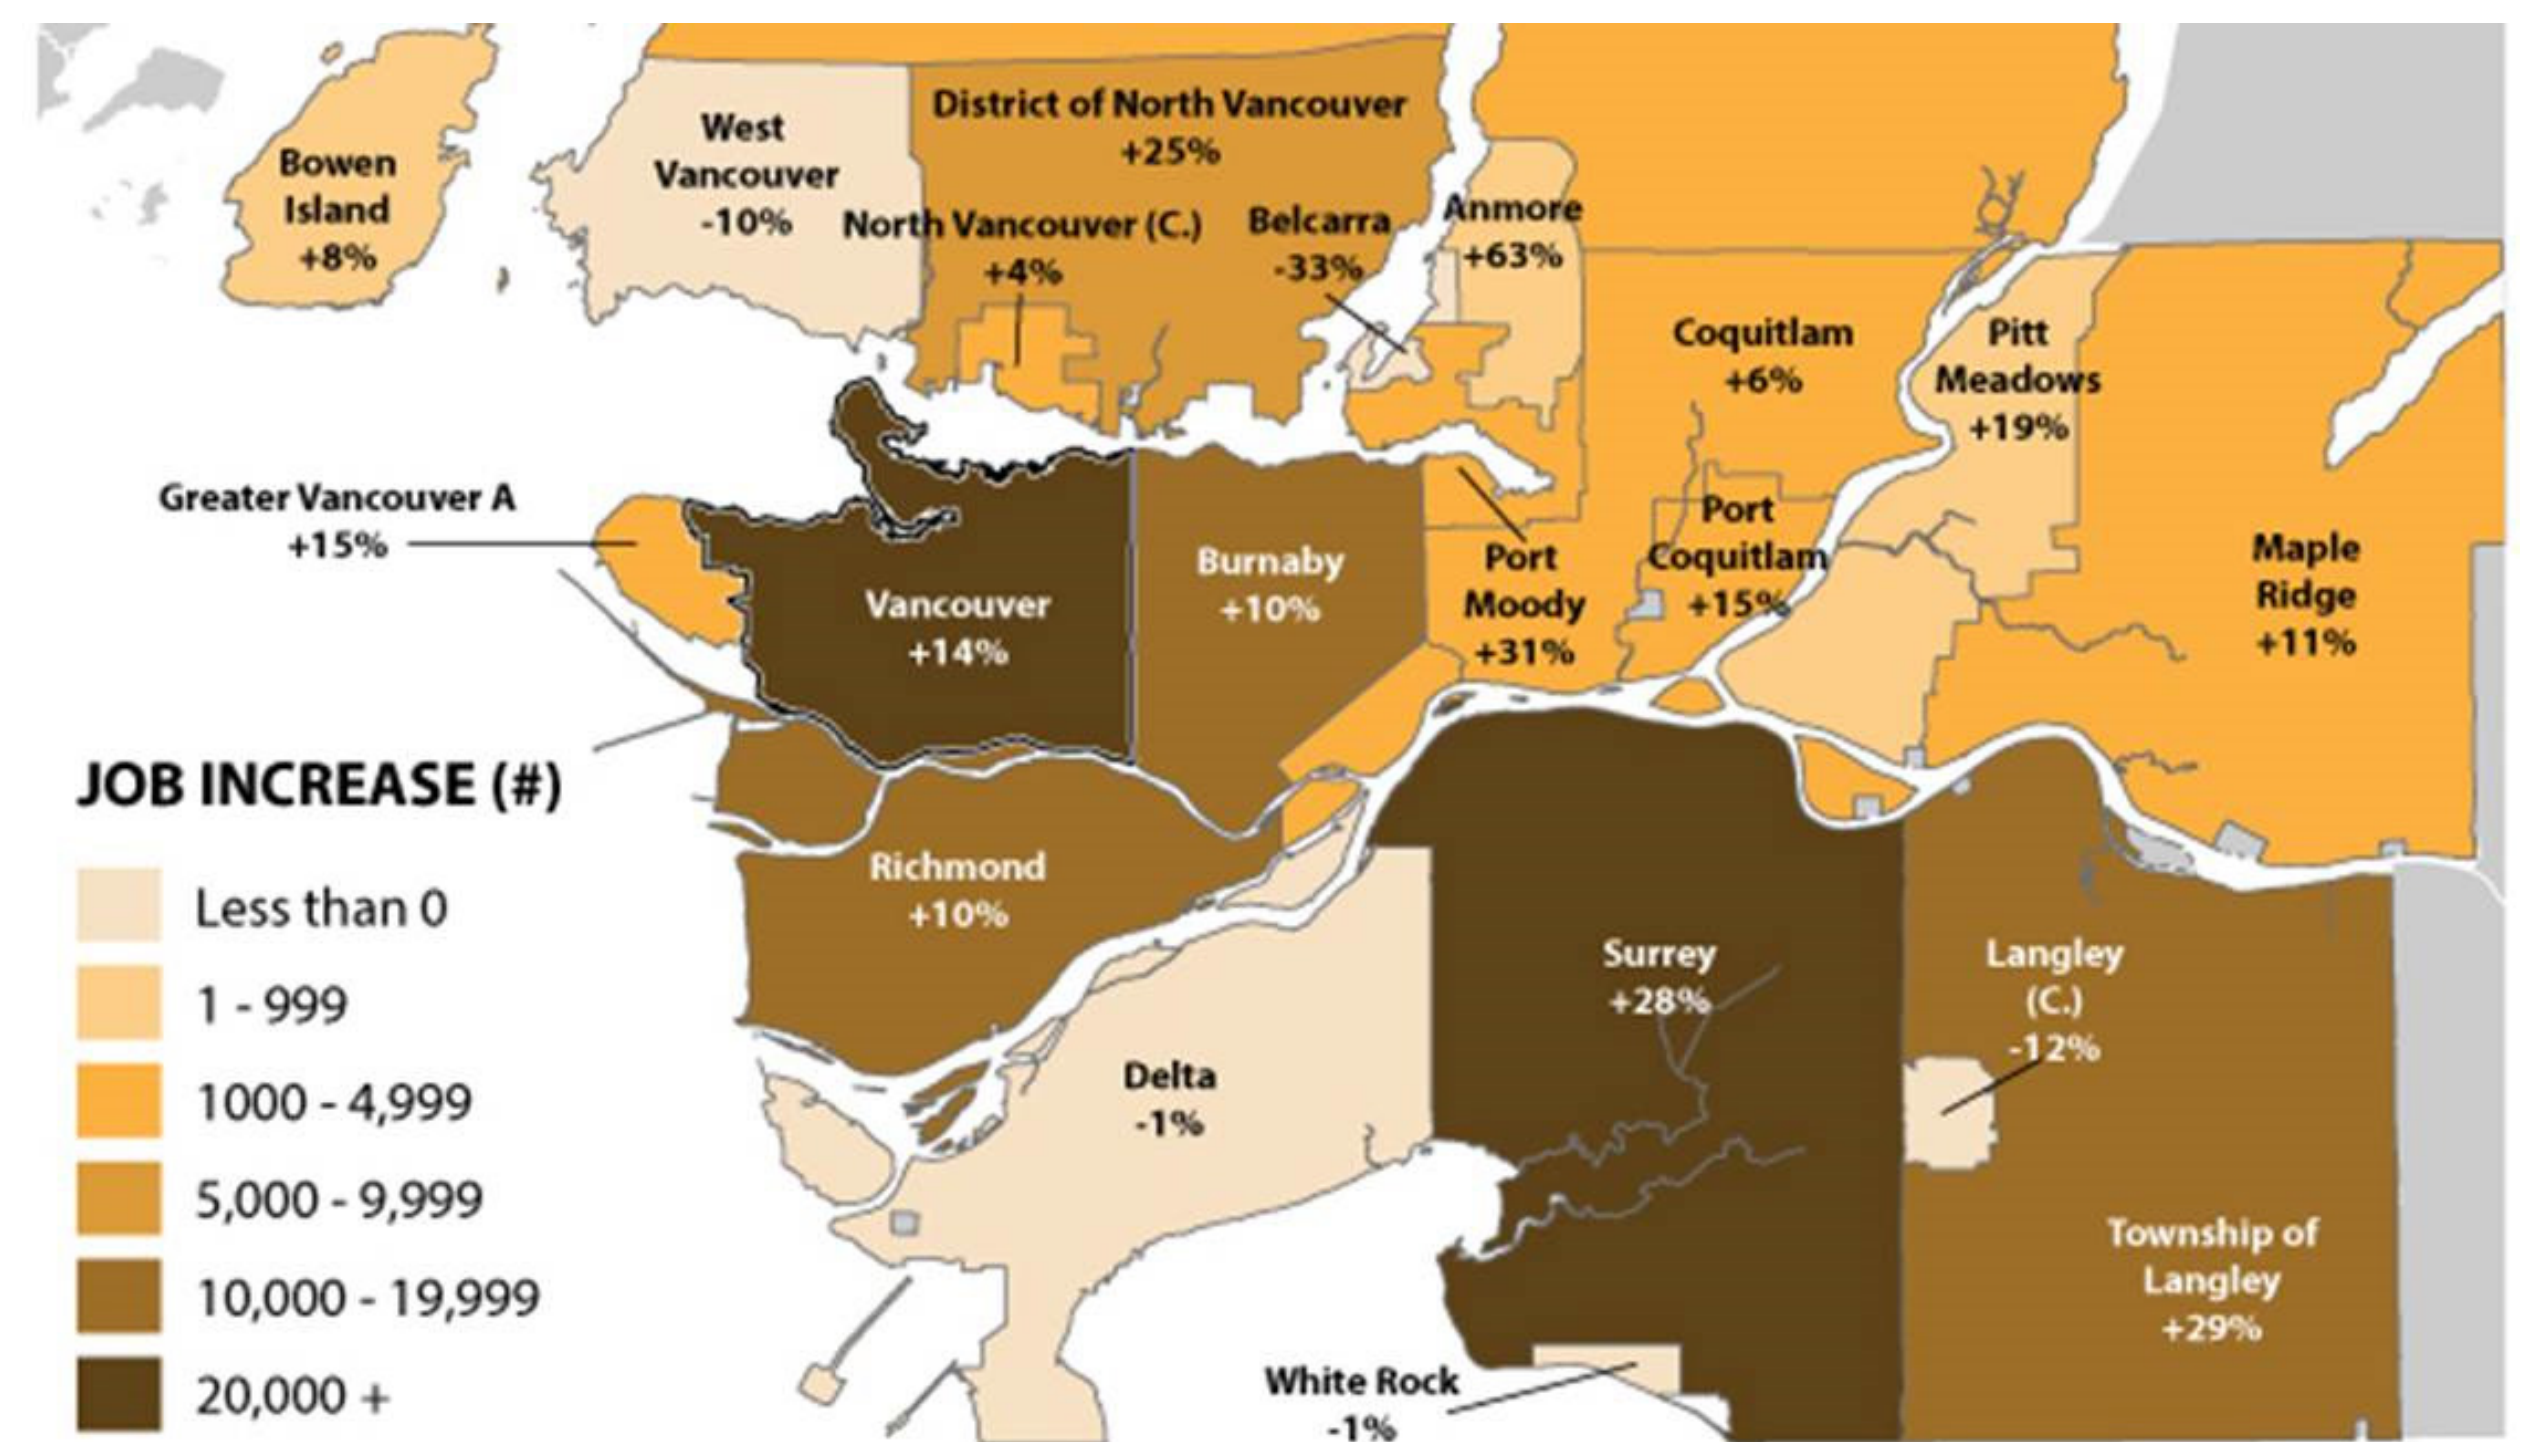 Bowen
Island
+8%
West
Vancouver
-10%
District of North Vancouver
+25%
North Vancouver (C.)
+4%
Belcarra
-33%
Anmore
+63%
Coquitlam
+6%
Pitt
Meadows
+19%
Greater Vancouver A
+15%
Vancouver
+14%
Burnaby
+10%
Port
Moody
+31%
Port
Coquitlam
+15%
Maple
Ridge
+11%
Richmond
+10%
Surrey
+28%
Langley
(C.)
-12%
Delta
-1%
Township of
Langley
+29%
White Rock
-1%
JOB INCREASE (#)
Less than 0
1 - 999
1000 - 4,999
5,000 - 9,999
10,000 - 19,999
20,000 +